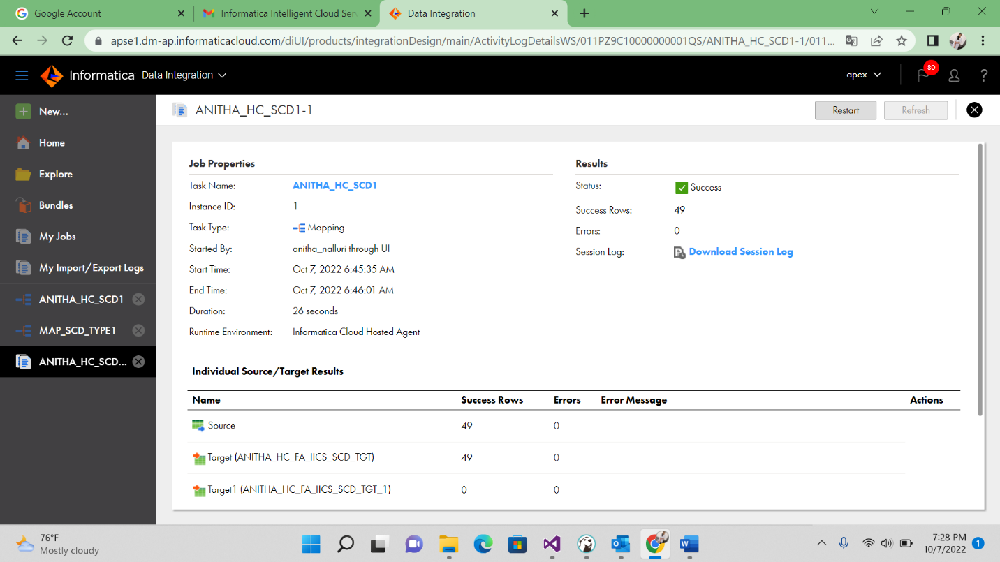 Google Account
Informatica Intelligent Cloud Serv
Data Integration
apse1.dm-ap.informaticacloud.com/diUI/products/integrationDesign/main/ActivityLogDetailsWS/011PZ9C10000000001QS/ANITHA_HC_SCD1-1/011...
Informatica Data Integration
apex
80
?
New...
Home
Explore
Bundles
My Jobs
My Import/Export Logs
ANITHA_HC_SCD1
MAP_SCD_TYPE1
ANITHA_HC_SCD...
ANITHA_HC_SCD1-1
Restart
Refresh
Job Properties
Task Name: ANITHA_HC_SCD1
Instance ID: 1
Task Type: Mapping
Started By: anitha_nalluri through UI
Start Time: Oct 7, 2022 6:45:35 AM
End Time: Oct 7, 2022 6:46:01 AM
Duration: 26 seconds
Runtime Environment: Informatica Cloud Hosted Agent
Results
Status: Success
Success Rows: 49
Errors: 0
Session Log: Download Session Log
Individual Source/Target Results
Name Success Rows Errors Error Message Actions
Source 49 0
Target (ANITHA_HC_FA_IICS_SCD_TGT) 49 0
Target1 (ANITHA_HC_FA_IICS_SCD_TGT_1) 0 0
76°F
Mostly cloudy
7:28 PM
10/7/2022
1